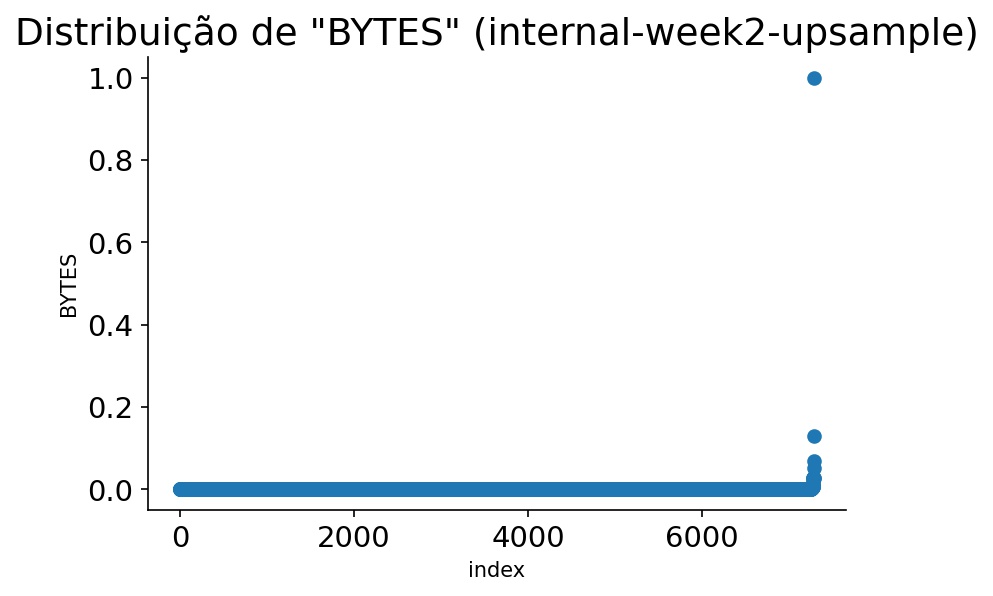 Distribuição de "BYTES" (internal-week2-upsample)
1.0
0.8
0.6
0.4
0.2
0.0
BYTES
0 2000 4000 6000
index